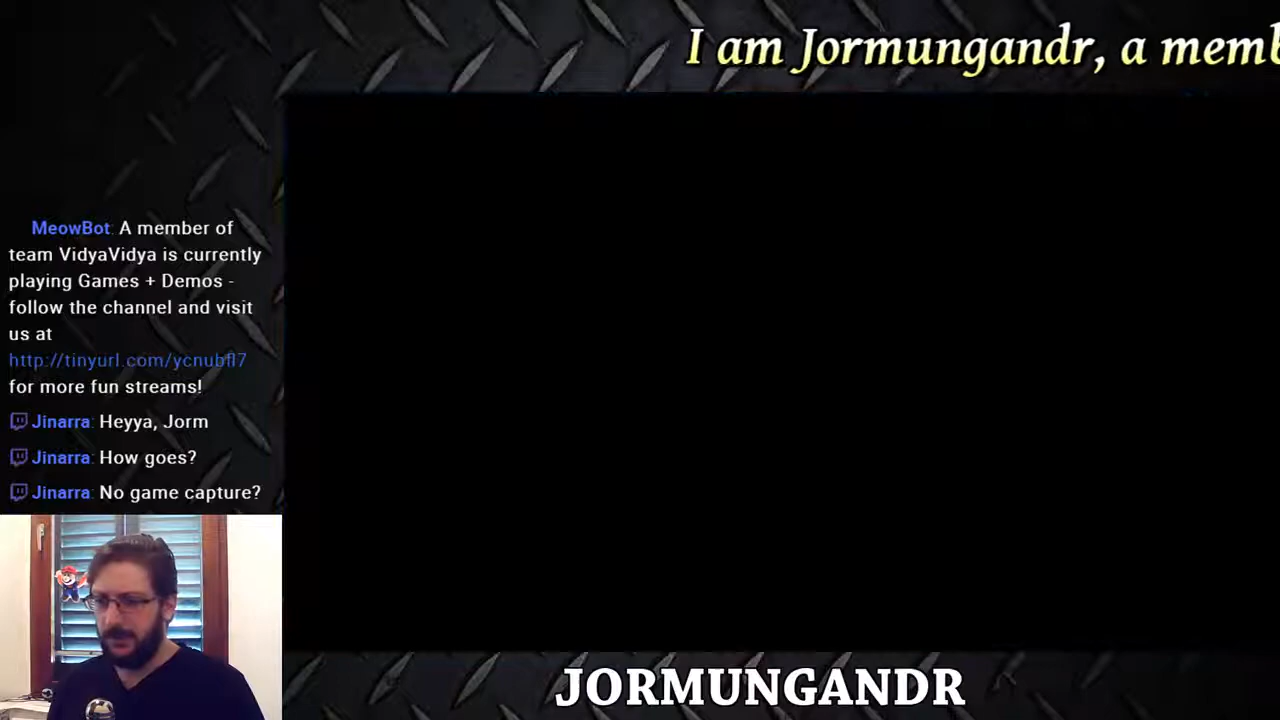 I am Jormungandr, a memb
MeowBot: A member of
team VidyaVidya is currently
playing Games + Demos -
follow the channel and visit
us at
http://tinyurl.com/ycnubfl7
for more fun streams!
Jinarra: Heyya, Jorm
Jinarra: How goes?
Jinarra: No game capture?
JORMUNGANDR